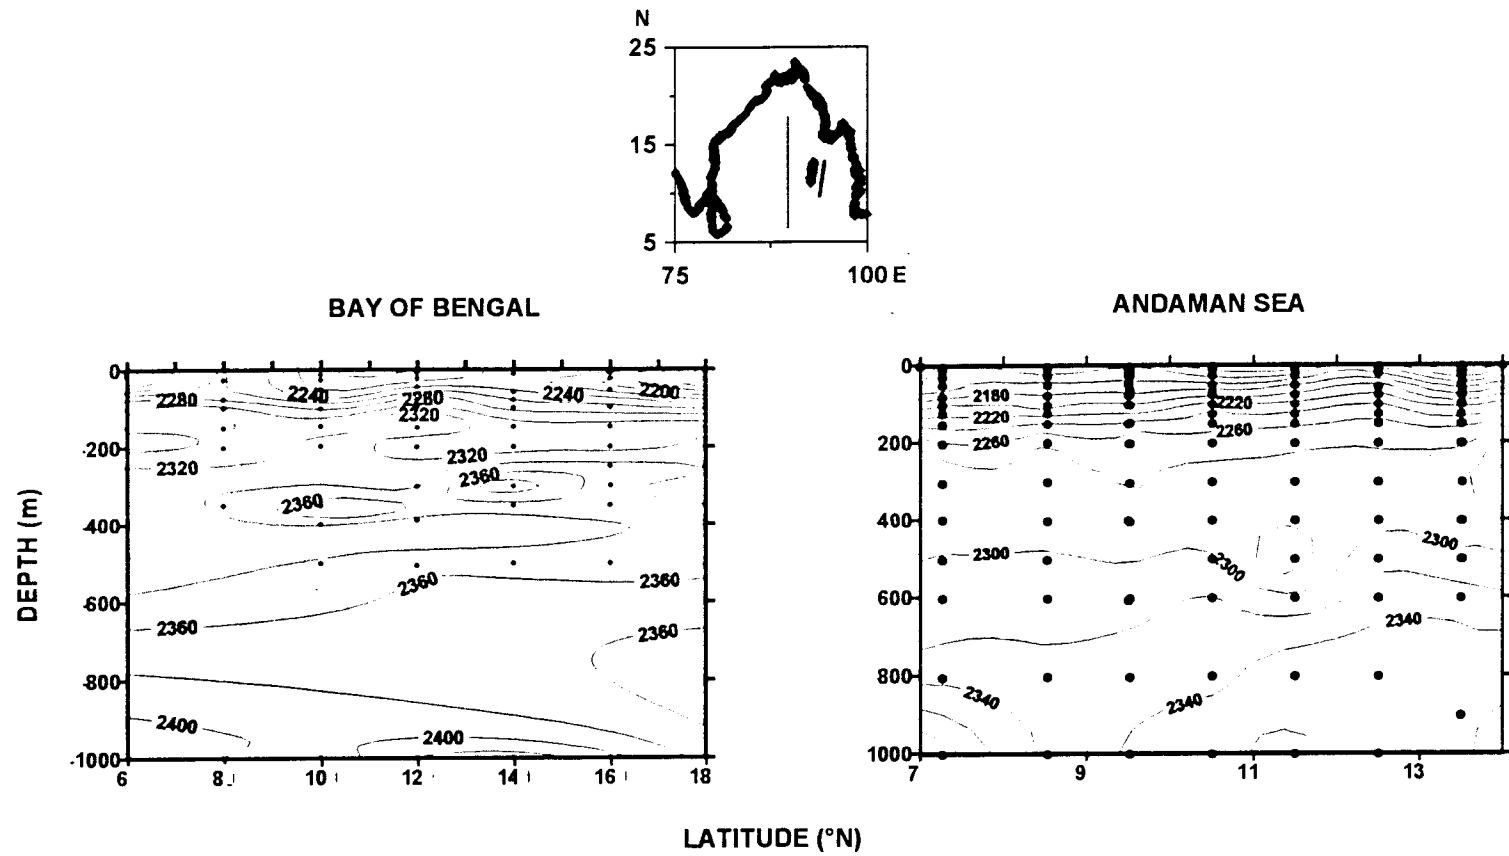 N
25
15
5
75 100 E
BAY OF BENGAL
ANDAMAN SEA
0
-200
-400
-600
-800
-1000
6 8 10 12 14 16 18
2280 2240 2280 2240 2200
2320
2320 2320
2360
2360
2360 2360
2360 2360
2400 2400
0
200
400
600
800
1000
7 9 11 13
2180 2220
2220 2260
2260
2300 2300 2300
2340
2340 2340
DEPTH (m)
LATITUDE (°N)